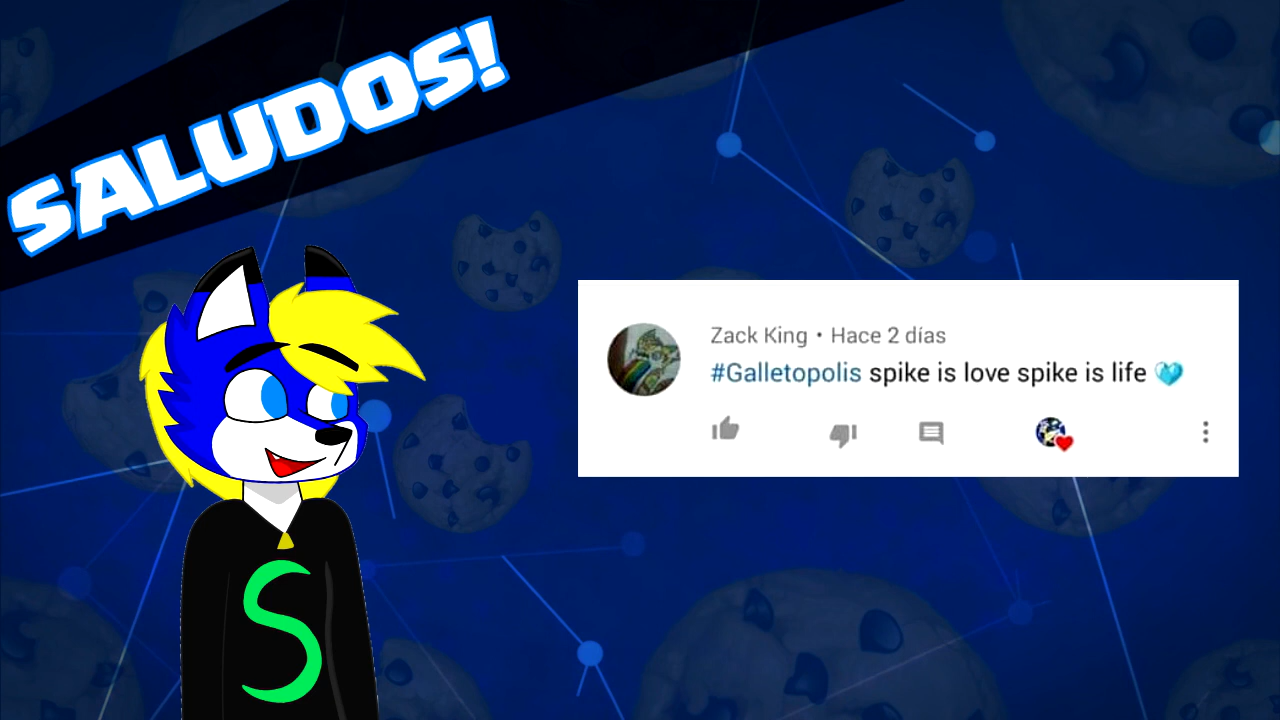 SALUDOS!
Zack King • Hace 2 días
#Galletopolis spike is love spike is life 💙
S